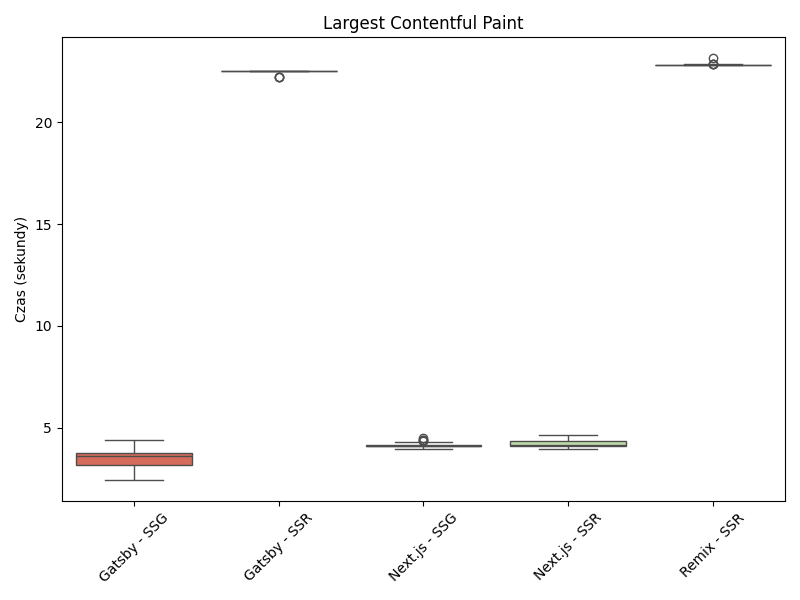 Largest Contentful Paint
Czas (sekundy)
20
15
10
5
Gatsby - SSG
Gatsby - SSR
Next.js - SSG
Next.js - SSR
Remix - SSR